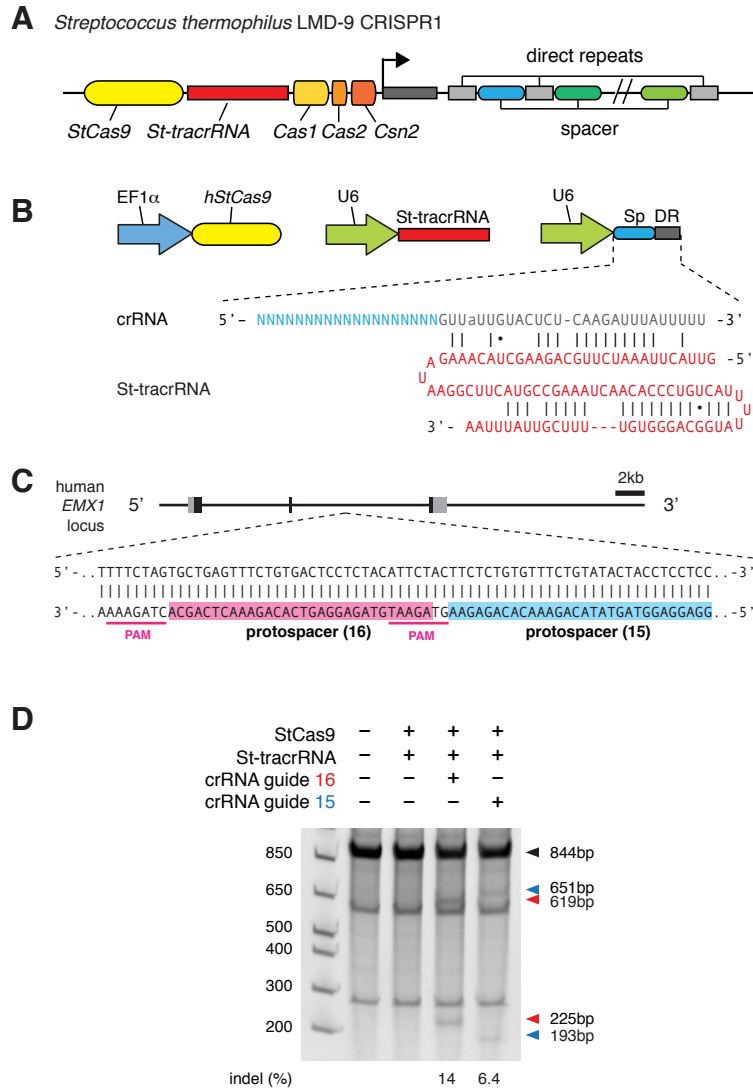 A Streptococcus thermophilus LMD-9 CRISPR1
direct repeats
StCas9 St-tracrRNA Cas1 Cas2 Csn2
spacer
B
EF1α hStCas9
U6 St-tracrRNA
U6 Sp DR
crRNA 5’- NNNNNNNNNNNNNNNNNNNNGUUaUUGUACUCU-CAAGAUUUAUUUUU -3’
GAAACAUCGAAGACGUUCUAAAUUCAUUG -5’
A
U
St-tracrRNA AAGGCUUCAUGCCGAAAUCAACACCCUGUCAU U
U
3’- AAUUUAUUGCUUU---UGUGGGACGGUA U
C
2kb
human EMX1 locus 5’ 3’
5’-..TTTTCTAGTGCTGAGTTTCTGTGACTCCTCTACATTCTACTTCTCTGTGTTTCTGTATACTACCTCCTCC..-3’
3’-..AAAAGATCACGACTCAAAGACACTGAGGAGATGTAAGATGAAGAGACACAAAGACATATGATGGAGGAGG..-5’
PAM protospacer (16) PAM protospacer (15)
D
StCas9 – + + +
St-tracrRNA – + + +
crRNA guide 16 – – + –
crRNA guide 15 – – – +
850 844bp
650 651bp
619bp
500
400
300
225bp
200 193bp
indel (%) 14 6.4